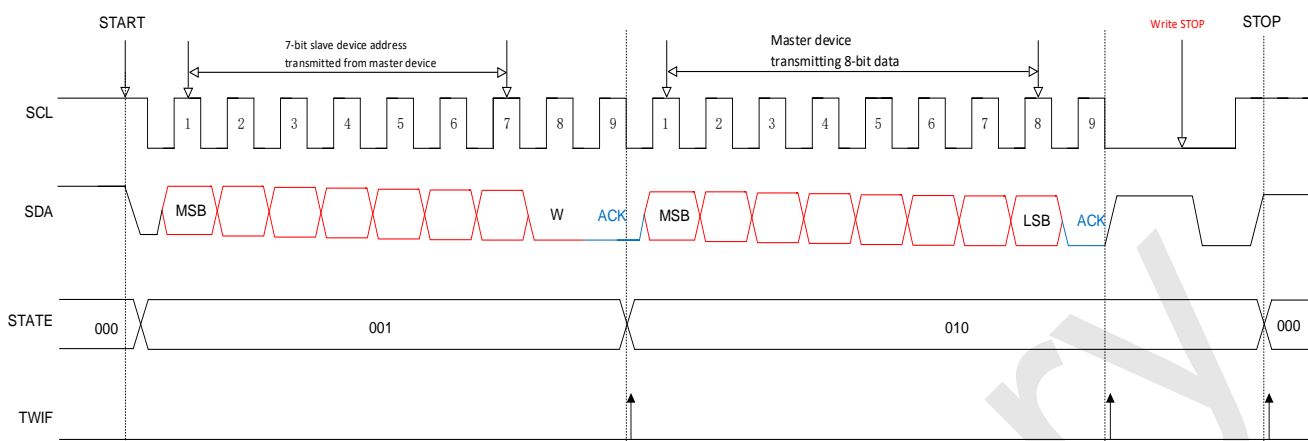 START
STOP
Write STOP
7-bit slave device address
transmitted from master device
Master device
transmitting 8-bit data
SCL
1 2 3 4 5 6 7 8 9 1 2 3 4 5 6 7 8 9
SDA
MSB W ACK MSB LSB ACK
STATE
000 001 010 000
TWIF